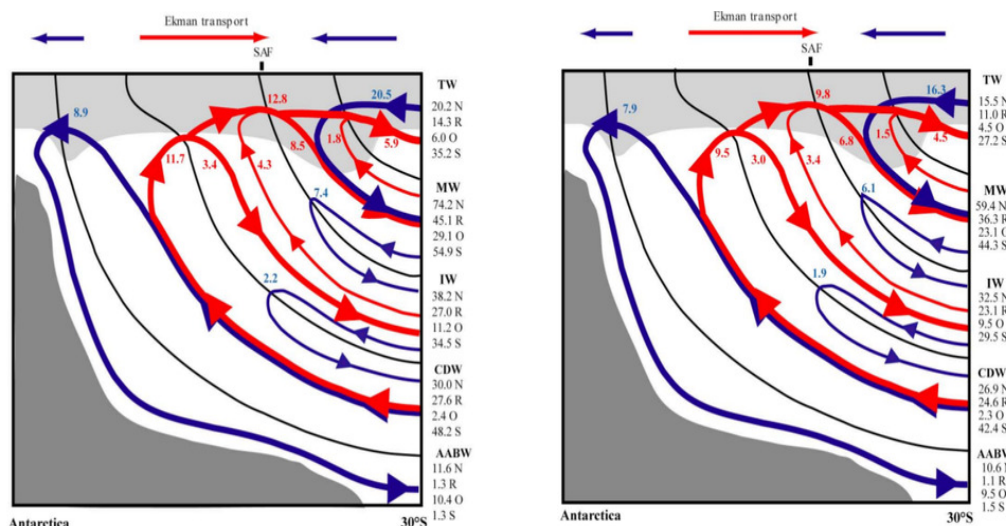 Ekman transport
SAF
TW
20.2 N
14.3 R
6.0 O
35.2 S
MW
74.2 N
45.1 R
29.1 O
54.9 S
IW
38.2 N
27.0 R
11.2 O
34.5 S
CDW
30.0 N
27.6 R
2.4 O
48.2 S
AABW
11.6 N
1.3 R
10.4 O
1.3 S
8.9
12.8
20.5
11.7
3.4
4.3
8.5
1.8
5.9
7.4
2.2
Antarctica
30°S
Ekman transport
SAF
TW
15.5 N
11.0 R
4.5 O
27.2 S
MW
59.4 N
36.3 R
23.1 O
44.3 S
IW
32.5 N
23.1 R
9.5 O
29.5 S
CDW
26.9 N
24.6 R
2.3 O
42.4 S
AABW
10.6 N
1.1 R
9.5 O
1.5 S
7.9
9.8
16.3
9.5
3.0
3.4
6.8
1.5
4.5
6.1
1.9
Antarctica
30°S